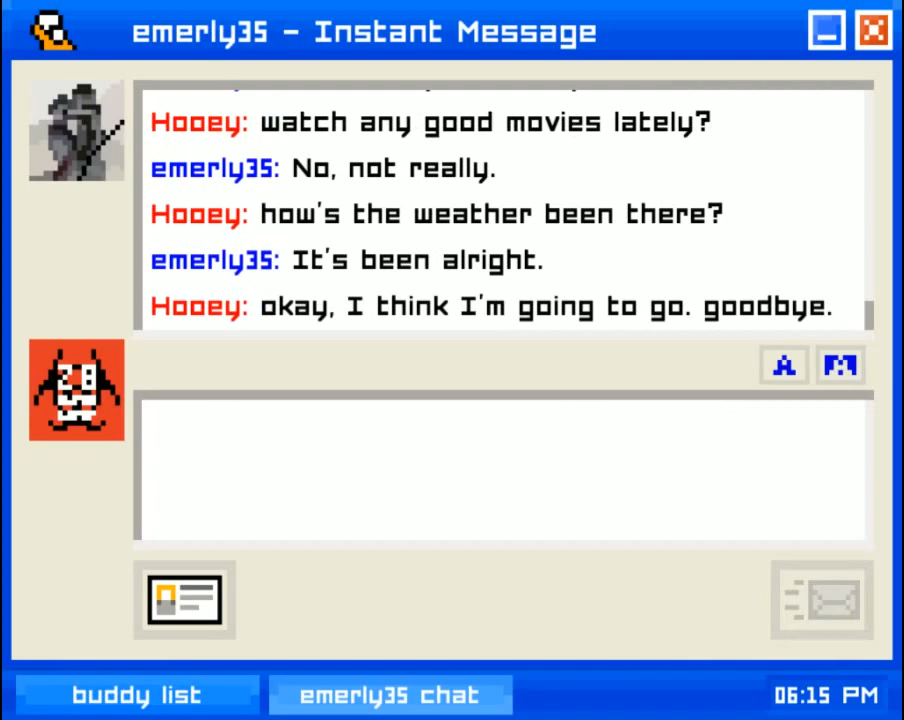 emerly35 - Instant Message
Hooey: watch any good movies lately?
emerly35: No, not really.
Hooey: how's the weather been there?
emerly35: It's been alright.
Hooey: okay, I think I'm going to go. goodbye.
A
buddy list
emerly35 chat
06:15 PM